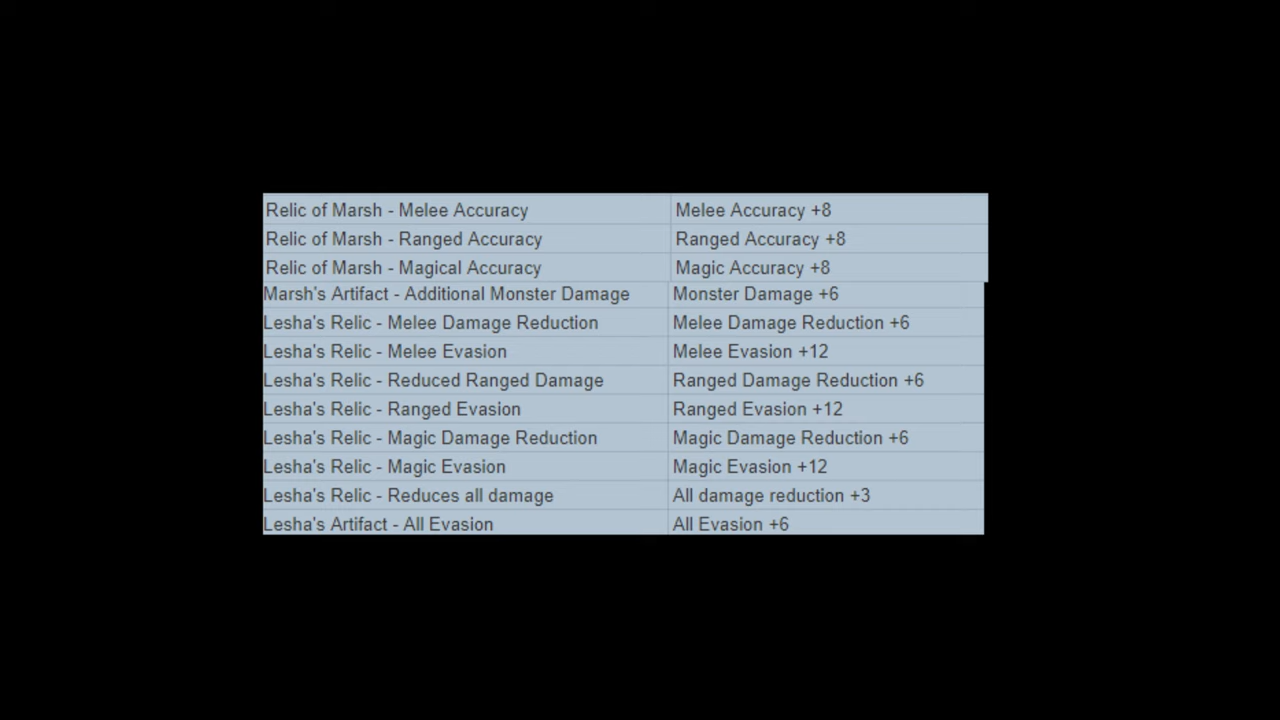 Relic of Marsh - Melee Accuracy Melee Accuracy +8
Relic of Marsh - Ranged Accuracy Ranged Accuracy +8
Relic of Marsh - Magical Accuracy Magic Accuracy +8
Marsh's Artifact - Additional Monster Damage Monster Damage +6
Lesha's Relic - Melee Damage Reduction Melee Damage Reduction +6
Lesha's Relic - Melee Evasion Melee Evasion +12
Lesha's Relic - Reduced Ranged Damage Ranged Damage Reduction +6
Lesha's Relic - Ranged Evasion Ranged Evasion +12
Lesha's Relic - Magic Damage Reduction Magic Damage Reduction +6
Lesha's Relic - Magic Evasion Magic Evasion +12
Lesha's Relic - Reduces all damage All damage reduction +3
Lesha's Artifact - All Evasion All Evasion +6